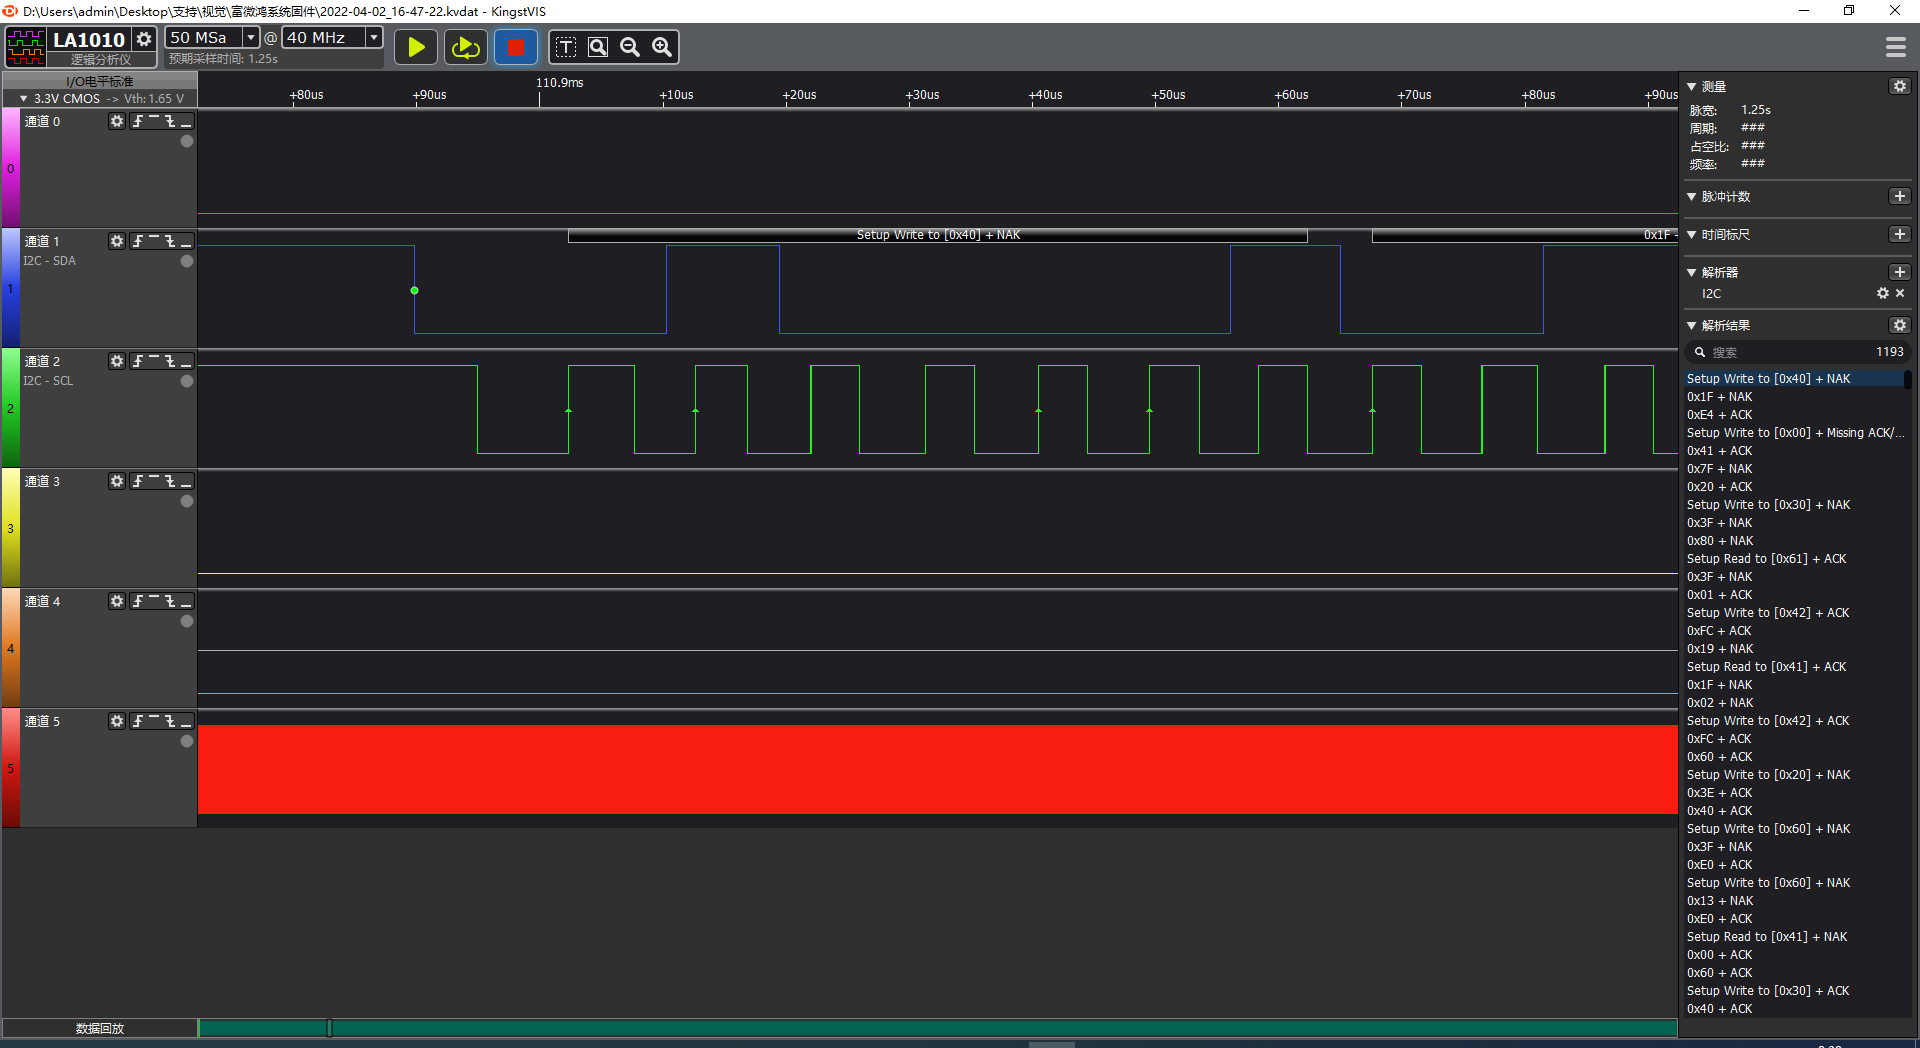 D:\Users\admin\Desktop\支持\视觉\富微鸿系统固件\2022-04-02_16-47-22.kvdat - KingstVIS
LA1010
逻辑分析仪
50 MSa @ 40 MHz
预期采样时间: 1.25s
I/O电平标准
3.3V CMOS -> Vth: 1.65 V
110.9ms
+80us +90us +10us +20us +30us +40us +50us +60us +70us +80us +90us
通道 0
0
通道 1
I2C - SDA
1
Setup Write to [0x40] + NAK
0x1F -
通道 2
I2C - SCL
2
通道 3
3
通道 4
4
通道 5
5
数据回放
测量
脉宽: 1.25s
周期: ###
占空比: ###
频率: ###
脉冲计数
时间标尺
解析器
I2C
解析结果
搜索 1193
Setup Write to [0x40] + NAK
0x1F + NAK
0xE4 + ACK
Setup Write to [0x00] + Missing ACK/...
0x41 + ACK
0x7F + NAK
0x20 + ACK
Setup Write to [0x30] + NAK
0x3F + NAK
0x80 + NAK
Setup Read to [0x61] + ACK
0x3F + NAK
0x01 + ACK
Setup Write to [0x42] + ACK
0xFC + ACK
0x19 + NAK
Setup Read to [0x41] + ACK
0x1F + NAK
0x02 + NAK
Setup Write to [0x42] + ACK
0xFC + ACK
0x60 + ACK
Setup Write to [0x20] + NAK
0x3E + ACK
0x40 + ACK
Setup Write to [0x60] + NAK
0x3F + NAK
0xE0 + ACK
Setup Write to [0x60] + NAK
0x13 + NAK
0xE0 + ACK
Setup Read to [0x41] + NAK
0x00 + ACK
0x60 + ACK
Setup Write to [0x30] + ACK
0x40 + ACK